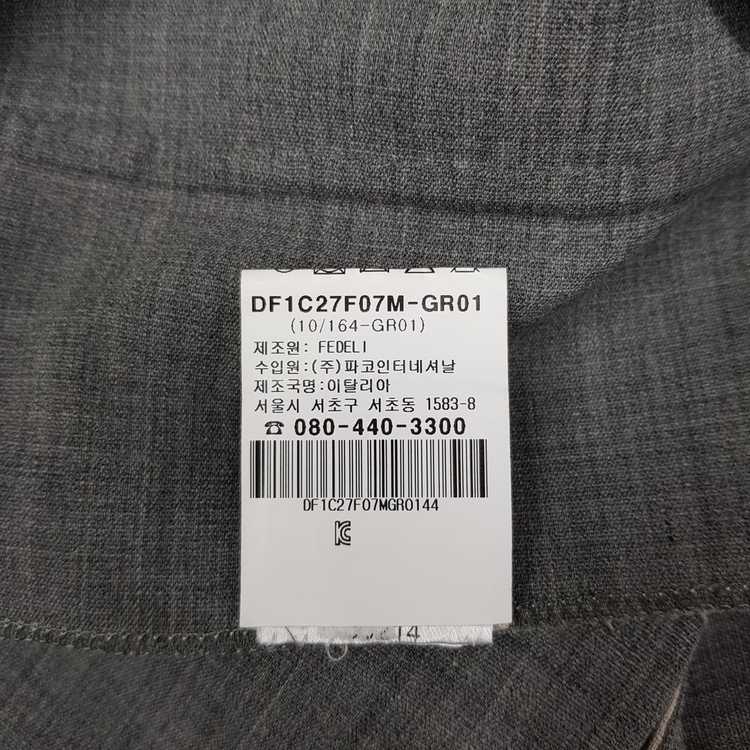 DF1C27F07M-GR01
(10/164-GR01)
제조원: FEDELI
수입원:(주)파코인터네셔날
제조국명:이탈리아
서울시 서초구 서초동 1583-8
☎ 080-440-3300
DF1C27F07MGR0144
KC
14